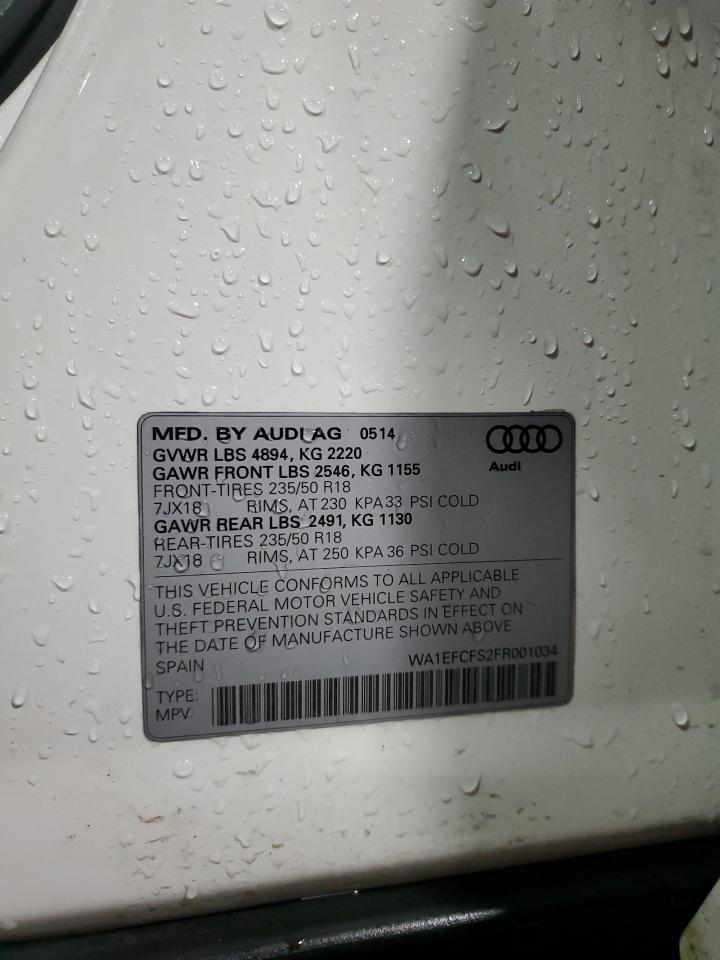 MFD. BY AUDI AG 0514
GVWR LBS 4894, KG 2220
GAWR FRONT LBS 2546, KG 1155
FRONT-TIRES 235/50 R18
7JX18 RIMS, AT 230 KPA 33 PSI COLD
GAWR REAR LBS 2491, KG 1130
REAR-TIRES 235/50 R18
7JX18 RIMS, AT 250 KPA 36 PSI COLD
Audi
THIS VEHICLE CONFORMS TO ALL APPLICABLE
U.S. FEDERAL MOTOR VEHICLE SAFETY AND
THEFT PREVENTION STANDARDS IN EFFECT ON
THE DATE OF MANUFACTURE SHOWN ABOVE.
SPAIN WA1EFCFS2FR001034
TYPE:
MPV